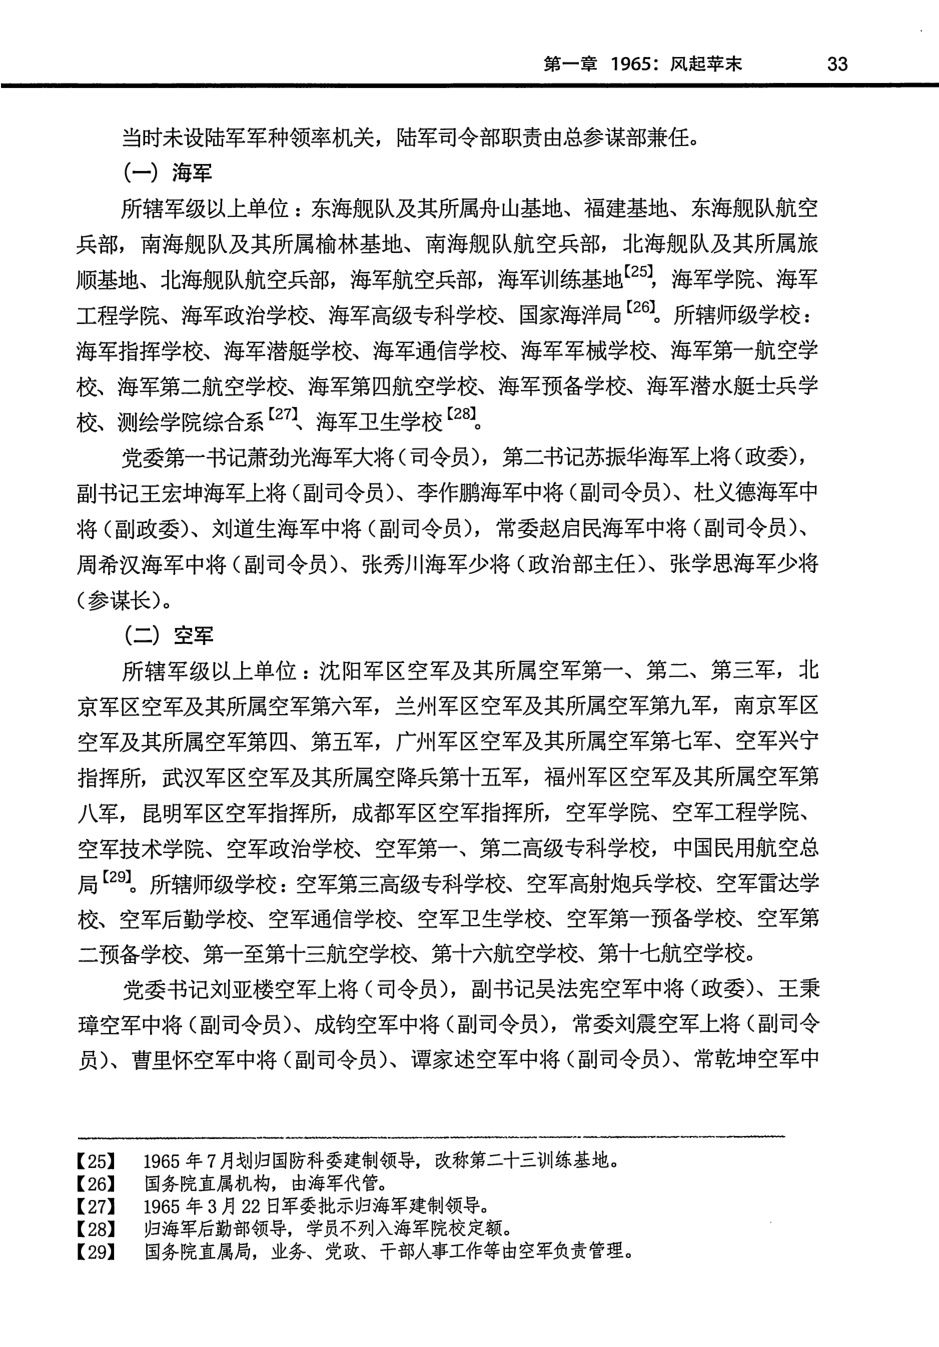 第一章 1965：风起苹末 33
当时未设陆军军种领率机关，陆军司令部职责由总参谋部兼任。
（一）海军
所辖军级以上单位：东海舰队及其所属舟山基地、福建基地、东海舰队航空
兵部，南海舰队及其所属榆林基地、南海舰队航空兵部，北海舰队及其所属旅
顺基地、北海舰队航空兵部，海军航空兵部，海军训练基地【25】，海军学院、海军
工程学院、海军政治学校、海军高级专科学校、国家海洋局【26】。所辖师级学校：
海军指挥学校、海军潜艇学校、海军通信学校、海军军械学校、海军第一航空学
校、海军第二航空学校、海军第四航空学校、海军预备学校、海军潜水艇士兵学
校、测绘学院综合系【27】、海军卫生学校【28】。
党委第一书记萧劲光海军大将（司令员），第二书记苏振华海军上将（政委），
副书记王宏坤海军上将（副司令员）、李作鹏海军中将（副司令员）、杜义德海军中
将（副政委）、刘道生海军中将（副司令员），常委赵启民海军中将（副司令员）、
周希汉海军中将（副司令员）、张秀川海军少将（政治部主任）、张学思海军少将
（参谋长）。
（二）空军
所辖军级以上单位：沈阳军区空军及其所属空军第一、第二、第三军，北
京军区空军及其所属空军第六军，兰州军区空军及其所属空军第九军，南京军区
空军及其所属空军第四、第五军，广州军区空军及其所属空军第七军、空军兴宁
指挥所，武汉军区空军及其所属空降兵第十五军，福州军区空军及其所属空军第
八军，昆明军区空军指挥所，成都军区空军指挥所，空军学院、空军工程学院、
空军技术学院、空军政治学校、空军第一、第二高级专科学校，中国民用航空总
局【29】。所辖师级学校：空军第三高级专科学校、空军高射炮兵学校、空军雷达学
校、空军后勤学校、空军通信学校、空军卫生学校、空军第一预备学校、空军第
二预备学校、第一至第十三航空学校、第十六航空学校、第十七航空学校。
党委书记刘亚楼空军上将（司令员），副书记吴法宪空军中将（政委）、王秉
璋空军中将（副司令员）、成钧空军中将（副司令员），常委刘震空军上将（副司令
员）、曹里怀空军中将（副司令员）、谭家述空军中将（副司令员）、常乾坤空军中
【25】 1965 年 7 月划归国防科委建制领导，改称第二十三训练基地。
【26】 国务院直属机构，由海军代管。
【27】 1965 年 3 月 22 日军委批示归海军建制领导。
【28】 归海军后勤部领导，学员不列入海军院校定额。
【29】 国务院直属局，业务、党政、干部人事工作等由空军负责管理。